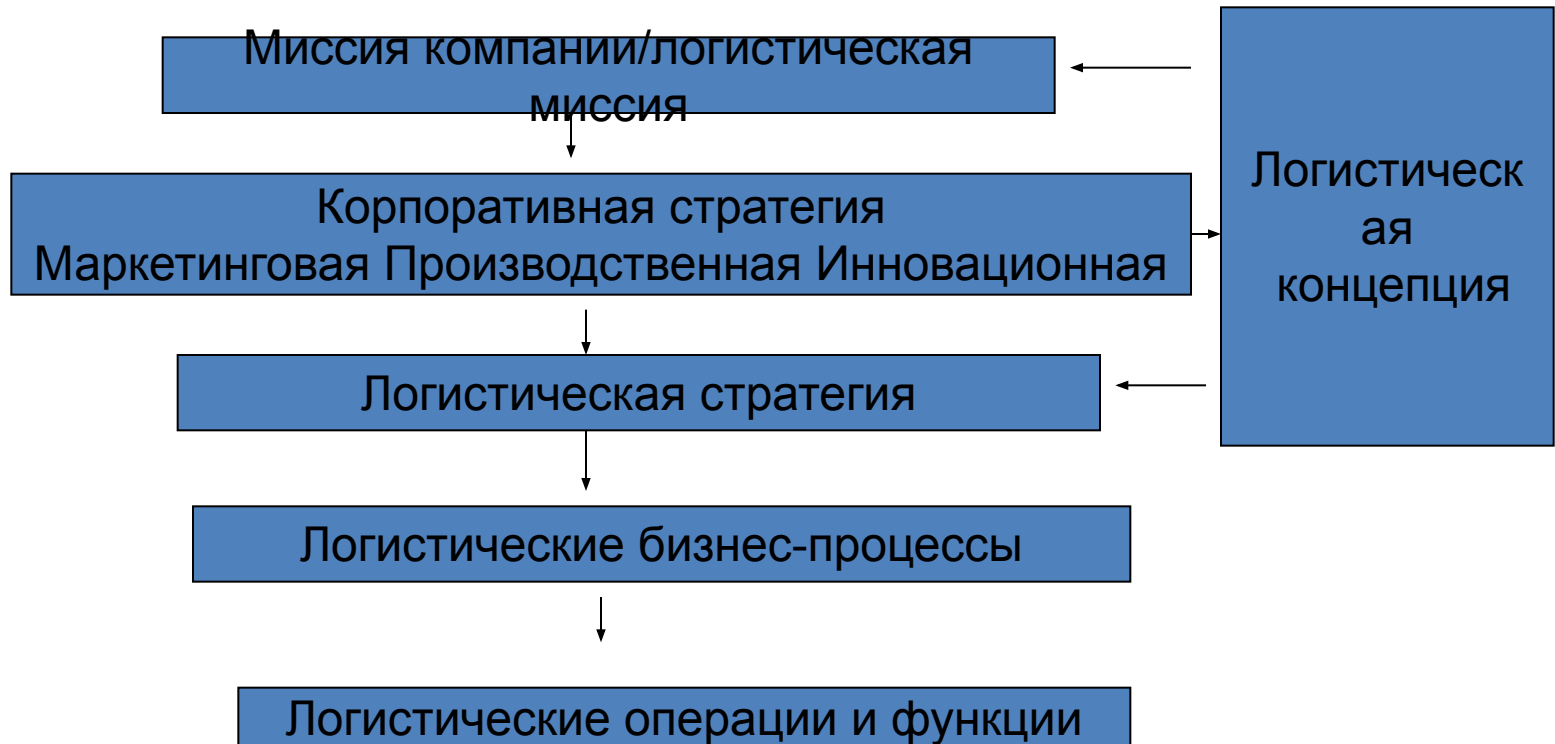 Миссия компании/логистическая
миссия
Корпоративная стратегия
Маркетинговая Производственная Инновационная
Логистическая стратегия
Логистические бизнес-процессы
Логистические операции и функции
Логистическ
ая
концепция